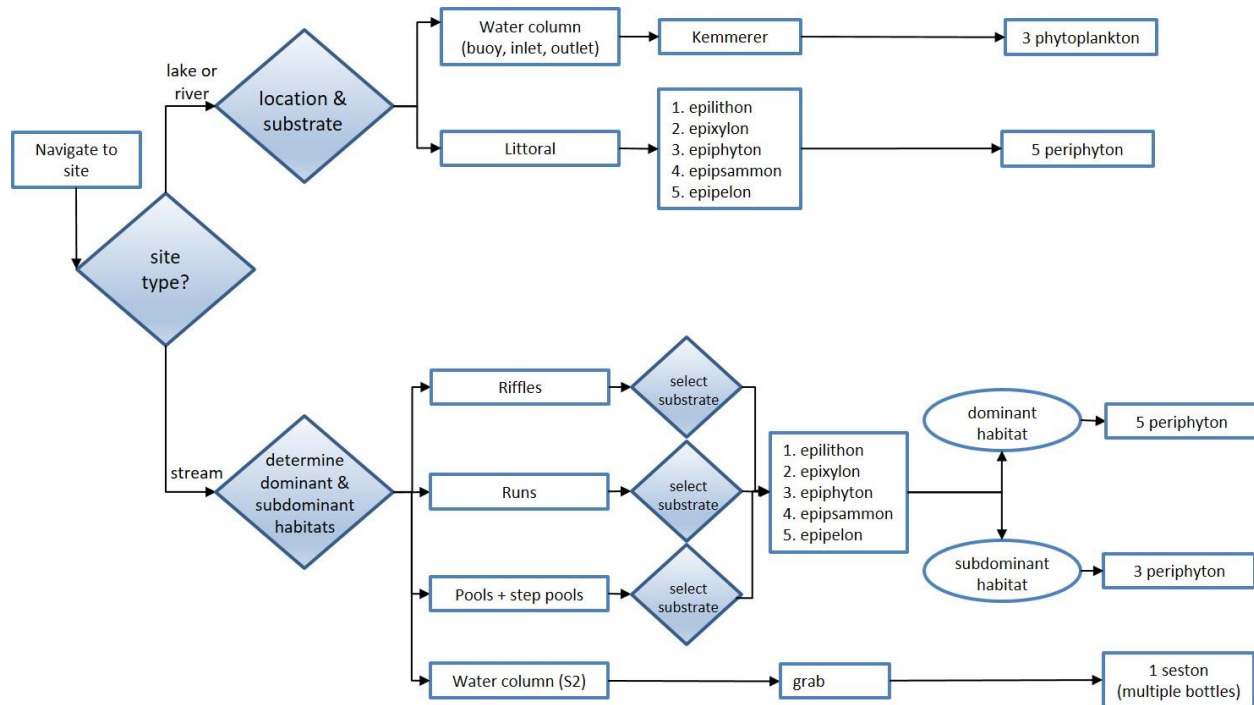 Navigate to
site
site
type?
lake or
river
location &
substrate
Water column
(buoy, inlet, outlet)
Kemmerer
3 phytoplankton
Littoral
1. epilithon
2. epixylon
3. epiphyton
4. epipsammon
5. epipelon
5 periphyton
stream
determine
dominant &
subdominant
habitats
Riffles
select
substrate
Runs
select
substrate
Pools + step pools
select
substrate
1. epilithon
2. epixylon
3. epiphyton
4. epipsammon
5. epipelon
dominant
habitat
5 periphyton
subdominant
habitat
3 periphyton
Water column (S2)
grab
1 seston
(multiple bottles)